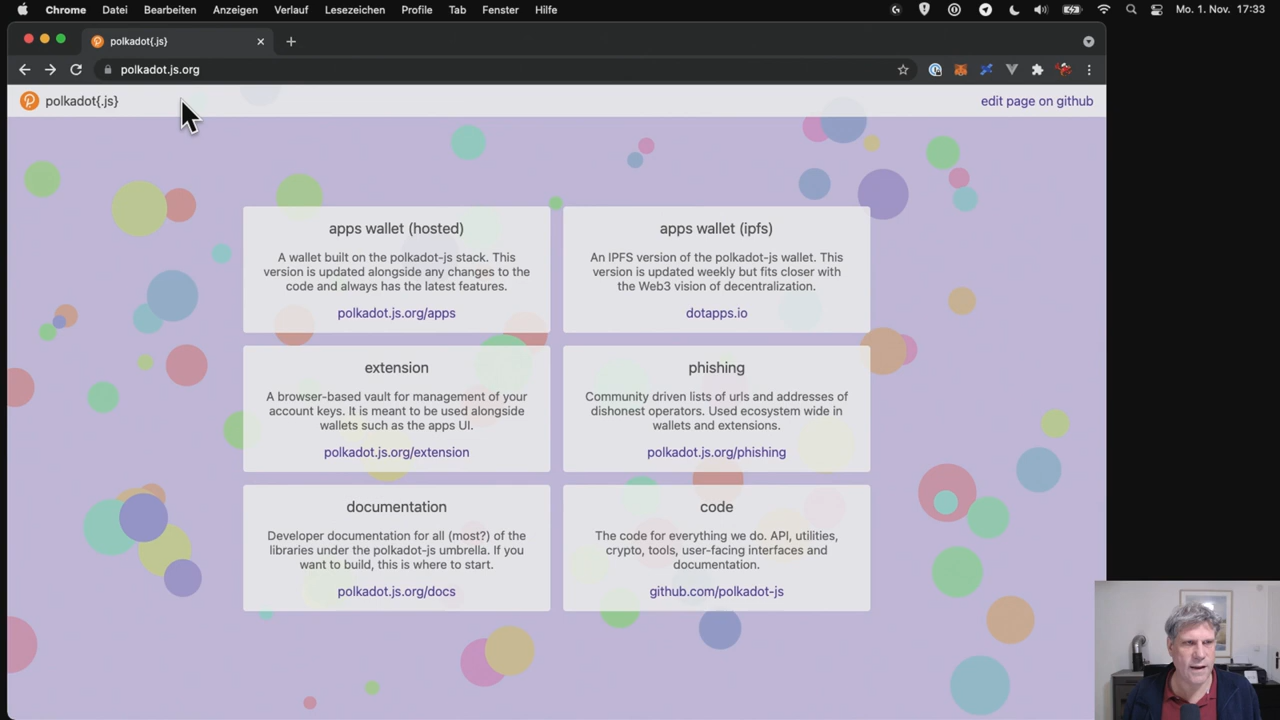 Chrome Datei Bearbeiten Anzeigen Verlauf Lesezeichen Profile Tab Fenster Hilfe Mo. 1. Nov. 17:33
polkadot{.js}
polkadot.js.org
polkadot{.js} edit page on github
apps wallet (hosted)
A wallet built on the polkadot-js stack. This
version is updated alongside any changes to the
code and always has the latest features.
polkadot.js.org/apps
apps wallet (ipfs)
An IPFS version of the polkadot-js wallet. This
version is updated weekly but fits closer with
the Web3 vision of decentralization.
dotapps.io
extension
A browser-based vault for management of your
account keys. It is meant to be used alongside
wallets such as the apps UI.
polkadot.js.org/extension
phishing
Community driven lists of urls and addresses of
dishonest operators. Used ecosystem wide in
wallets and extensions.
polkadot.js.org/phishing
documentation
Developer documentation for all (most?) of the
libraries under the polkadot-js umbrella. If you
want to build, this is where to start.
polkadot.js.org/docs
code
The code for everything we do. API, utilities,
crypto, tools, user-facing interfaces and
documentation.
github.com/polkadot-js